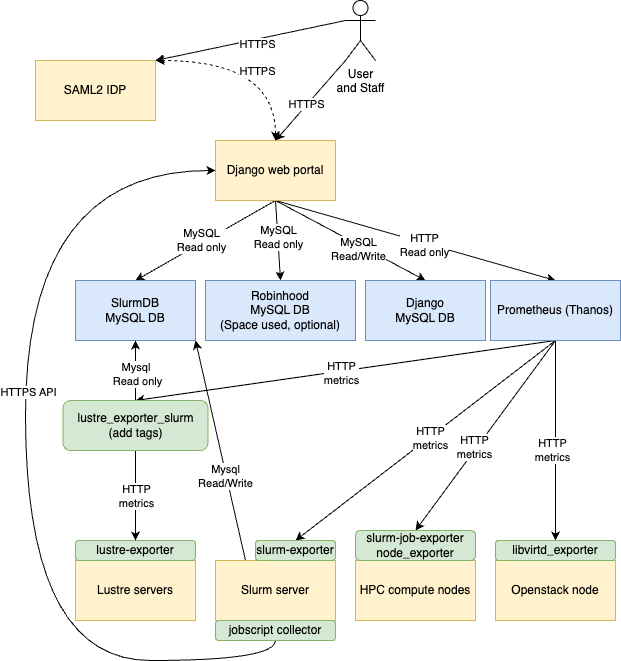 HTTPS
HTTPS
User
and Staff
SAML2 IDP
HTTPS
Django web portal
MySQL
Read only
MySQL
Read only
MySQL
Read/Write
HTTP
Read only
SlurmDB
MySQL DB
Robinhood
MySQL DB
(Space used, optional)
Django
MySQL DB
Prometheus (Thanos)
Mysql
Read only
HTTP
metrics
HTTPS API
lustre_exporter_slurm
(add tags)
HTTP
metrics
HTTP
metrics
HTTP
metrics
Mysql
Read/Write
HTTP
metrics
lustre-exporter
slurm-exporter
slurm-job-exporter
node_exporter
libvirtd_exporter
Lustre servers
Slurm server
HPC compute nodes
Openstack node
jobscript collector